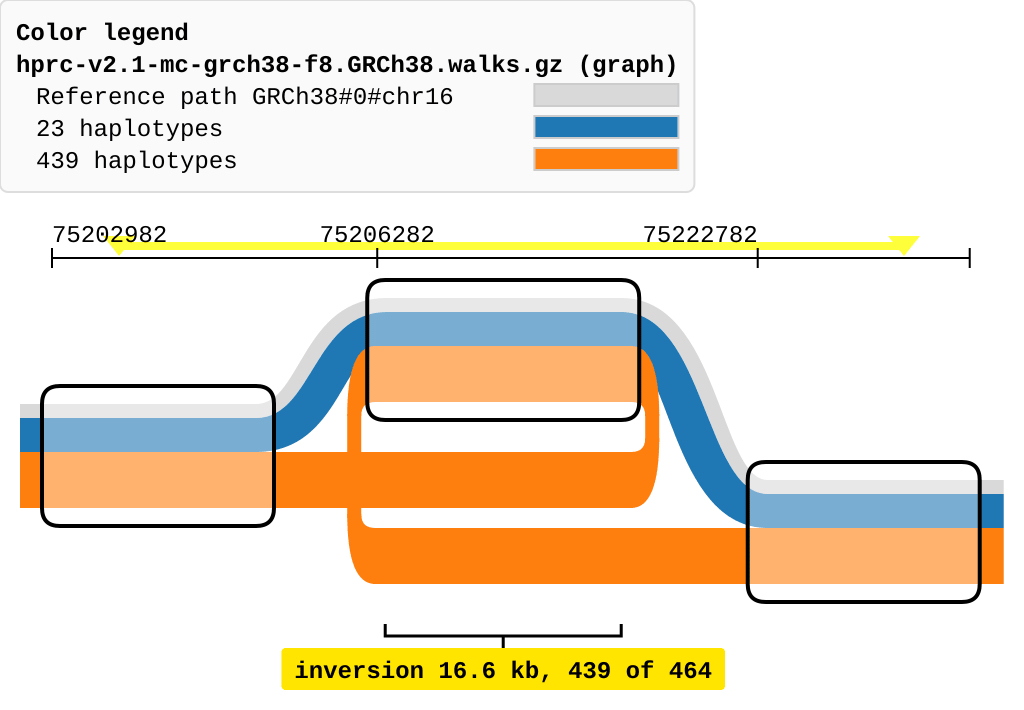 Color legend
hprc-v2.1-mc-grch38-f8.GRCh38.walks.gz (graph)
Reference path GRCh38#0#chr16
23 haplotypes
439 haplotypes
75202982 75206282 75222782
inversion 16.6 kb, 439 of 464